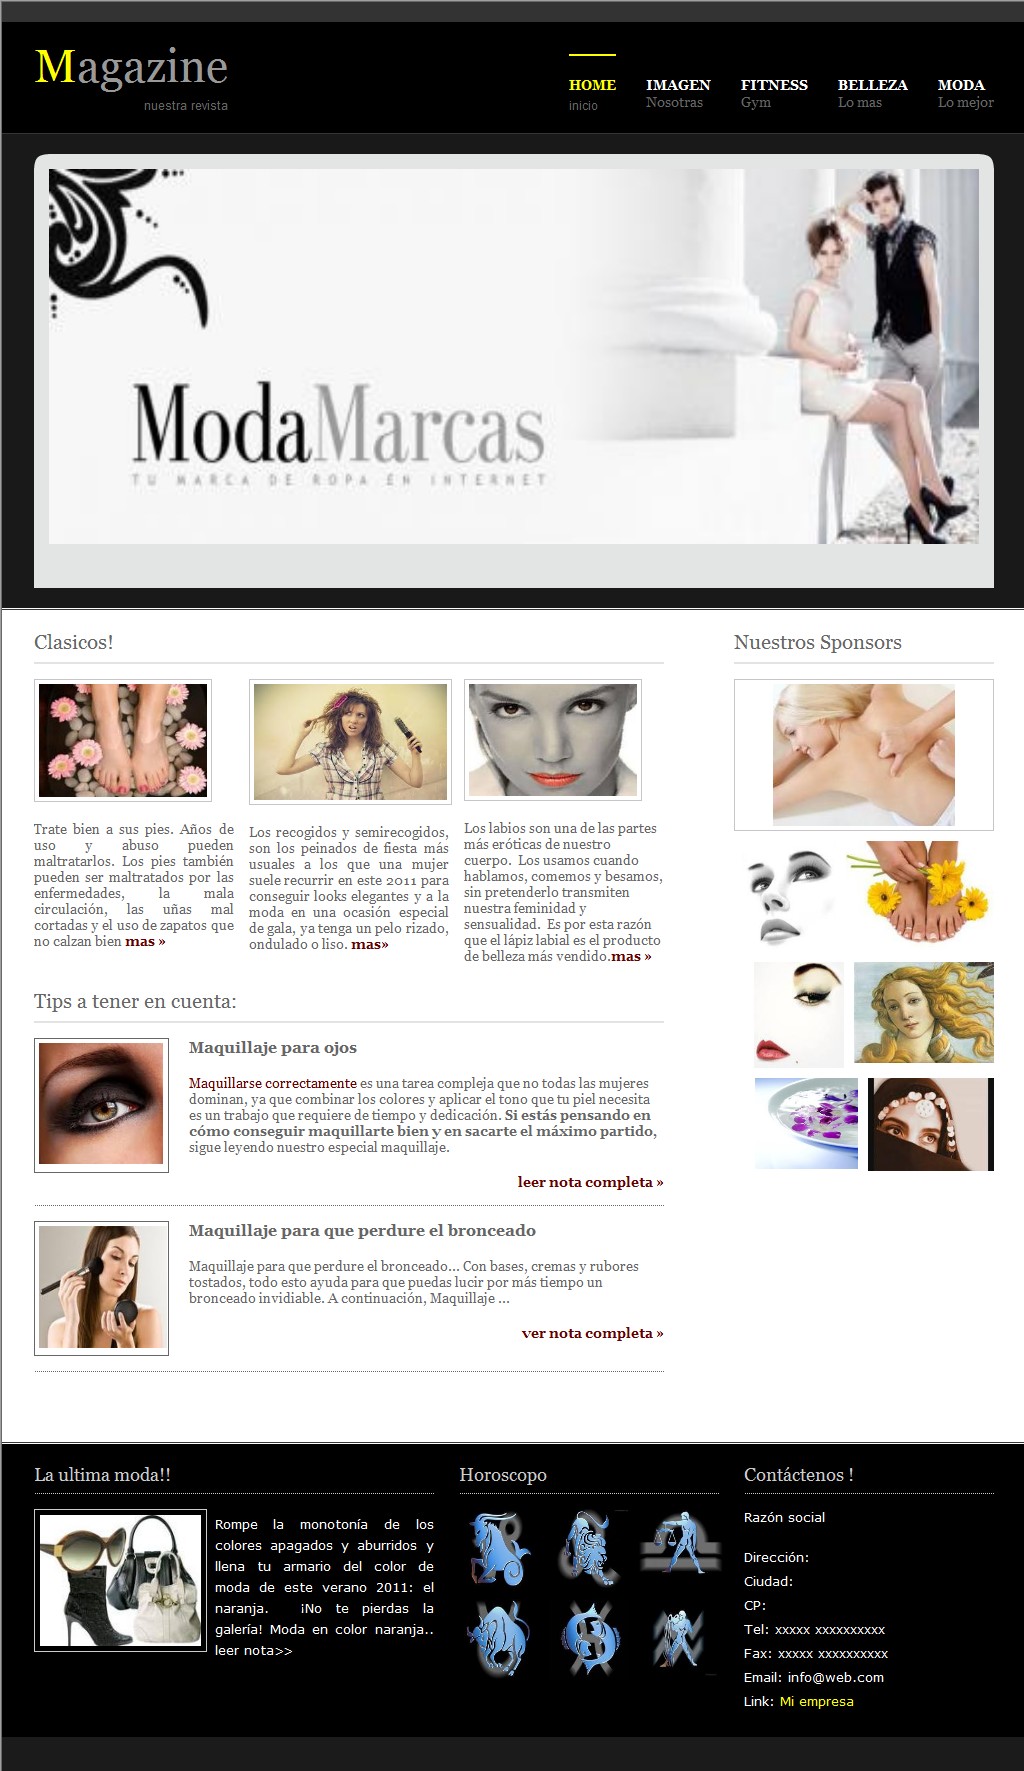 Magazine
nuestra revista
HOME IMAGEN FITNESS BELLEZA MODA
inicio Nosotras Gym Lo mas Lo mejor
ModaMarcas
TU MARCA DE ROPA EN INTERNET
Clasicos!
Trate bien a sus pies. Años de
uso y abuso pueden
maltratarlos. Los pies también
pueden ser maltratados por las
enfermedades, la mala
circulación, las uñas mal
cortadas y el uso de zapatos que
no calzan bien mas »
Los recogidos y semirecogidos,
son los peinados de fiesta más
usuales a los que una mujer
suele recurrir en este 2011 para
conseguir looks elegantes y a la
moda en una ocasión especial
de gala, ya tenga un pelo rizado,
ondulado o liso. mas»
Los labios son una de las partes
más eróticas de nuestro
cuerpo. Los usamos cuando
hablamos, comemos y besamos,
sin pretenderlo transmiten
nuestra feminidad y
sensualidad. Es por esta razón
que el lápiz labial es el producto
de belleza más vendido.mas »
Nuestros Sponsors
Tips a tener en cuenta:
Maquillaje para ojos
Maquillarse correctamente es una tarea compleja que no todas las mujeres
dominan, ya que combinar los colores y aplicar el tono que tu piel necesita
es un trabajo que requiere de tiempo y dedicación. Si estás pensando en
cómo conseguir maquillarte bien y en sacarte el máximo partido,
sigue leyendo nuestro especial maquillaje.
leer nota completa »
Maquillaje para que perdure el bronceado
Maquillaje para que perdure el bronceado... Con bases, cremas y rubores
tostados, todo esto ayuda para que puedas lucir por más tiempo un
bronceado invidiable. A continuación, Maquillaje ...
ver nota completa »
La ultima moda!!
Rompe la monotonía de los
colores apagados y aburridos y
llena tu armario del color de
moda de este verano 2011: el
naranja. ¡No te pierdas la
galería! Moda en color naranja..
leer nota>>
Horoscopo
Contáctenos !
Razón social
Dirección:
Ciudad:
CP:
Tel: xxxxx xxxxxxxxxx
Fax: xxxxx xxxxxxxxxx
Email: info@web.com
Link: Mi empresa